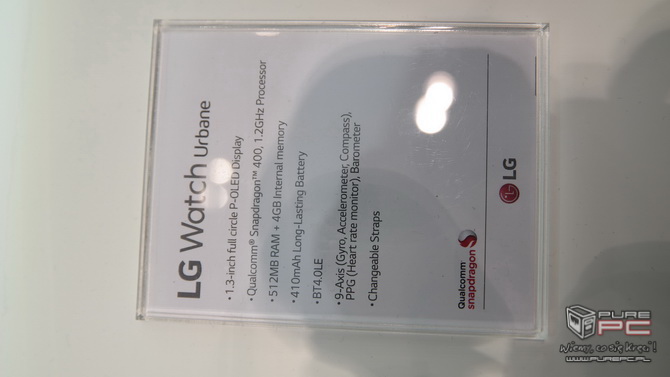 LG Watch Urbane
• 1.3-inch full circle P-OLED Display
• Qualcomm® Snapdragon™ 400, 1.2GHz Processor
• 512MB RAM + 4GB Internal memory
• 410mAh Long-Lasting Battery
• BT4.0LE
• 9-Axis (Gyro, Accelerometer, Compass),
PPG (Heart rate monitor), Barometer
• Changeable Straps
Qualcomm
snapdragon
LG
PURE
PC
Wiemy, co się kręci!
www.purepc.pl